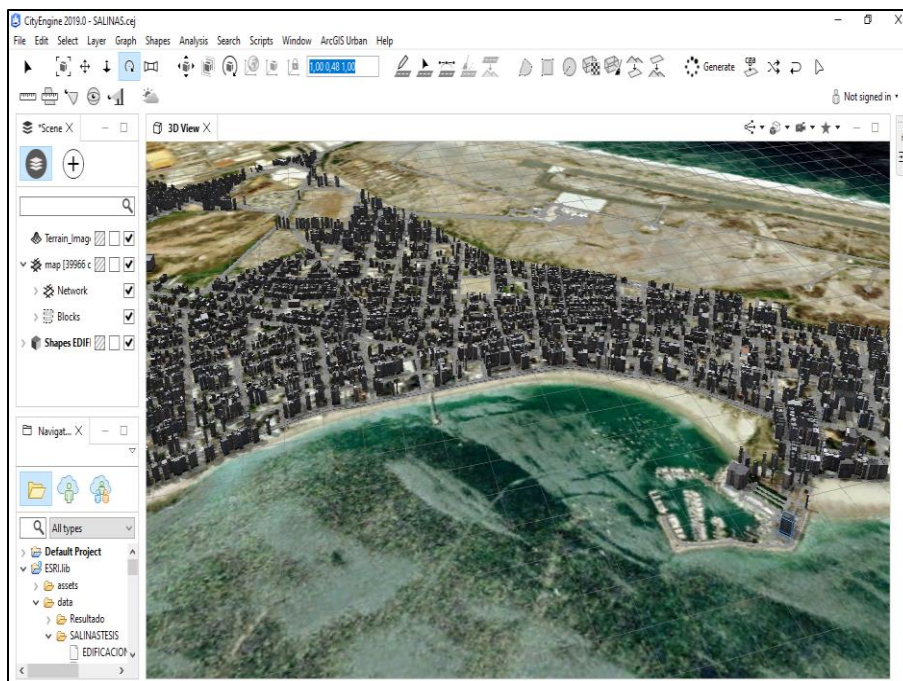 CityEngine 2019.0 - SALINAS.cej
File Edit Select Layer Graph Shapes Analysis Search Scripts Window ArcGIS Urban Help
1,00 0,48 1,00
Generate
Not signed in
*Scene X
3D View X
Terrain_Imag
map [39966 o
Network
Blocks
Shapes EDIFI
Navigat... X
All types
Default Project
ESRI.lib
assets
data
Resultado
SALINASTESIS
EDIFICACION